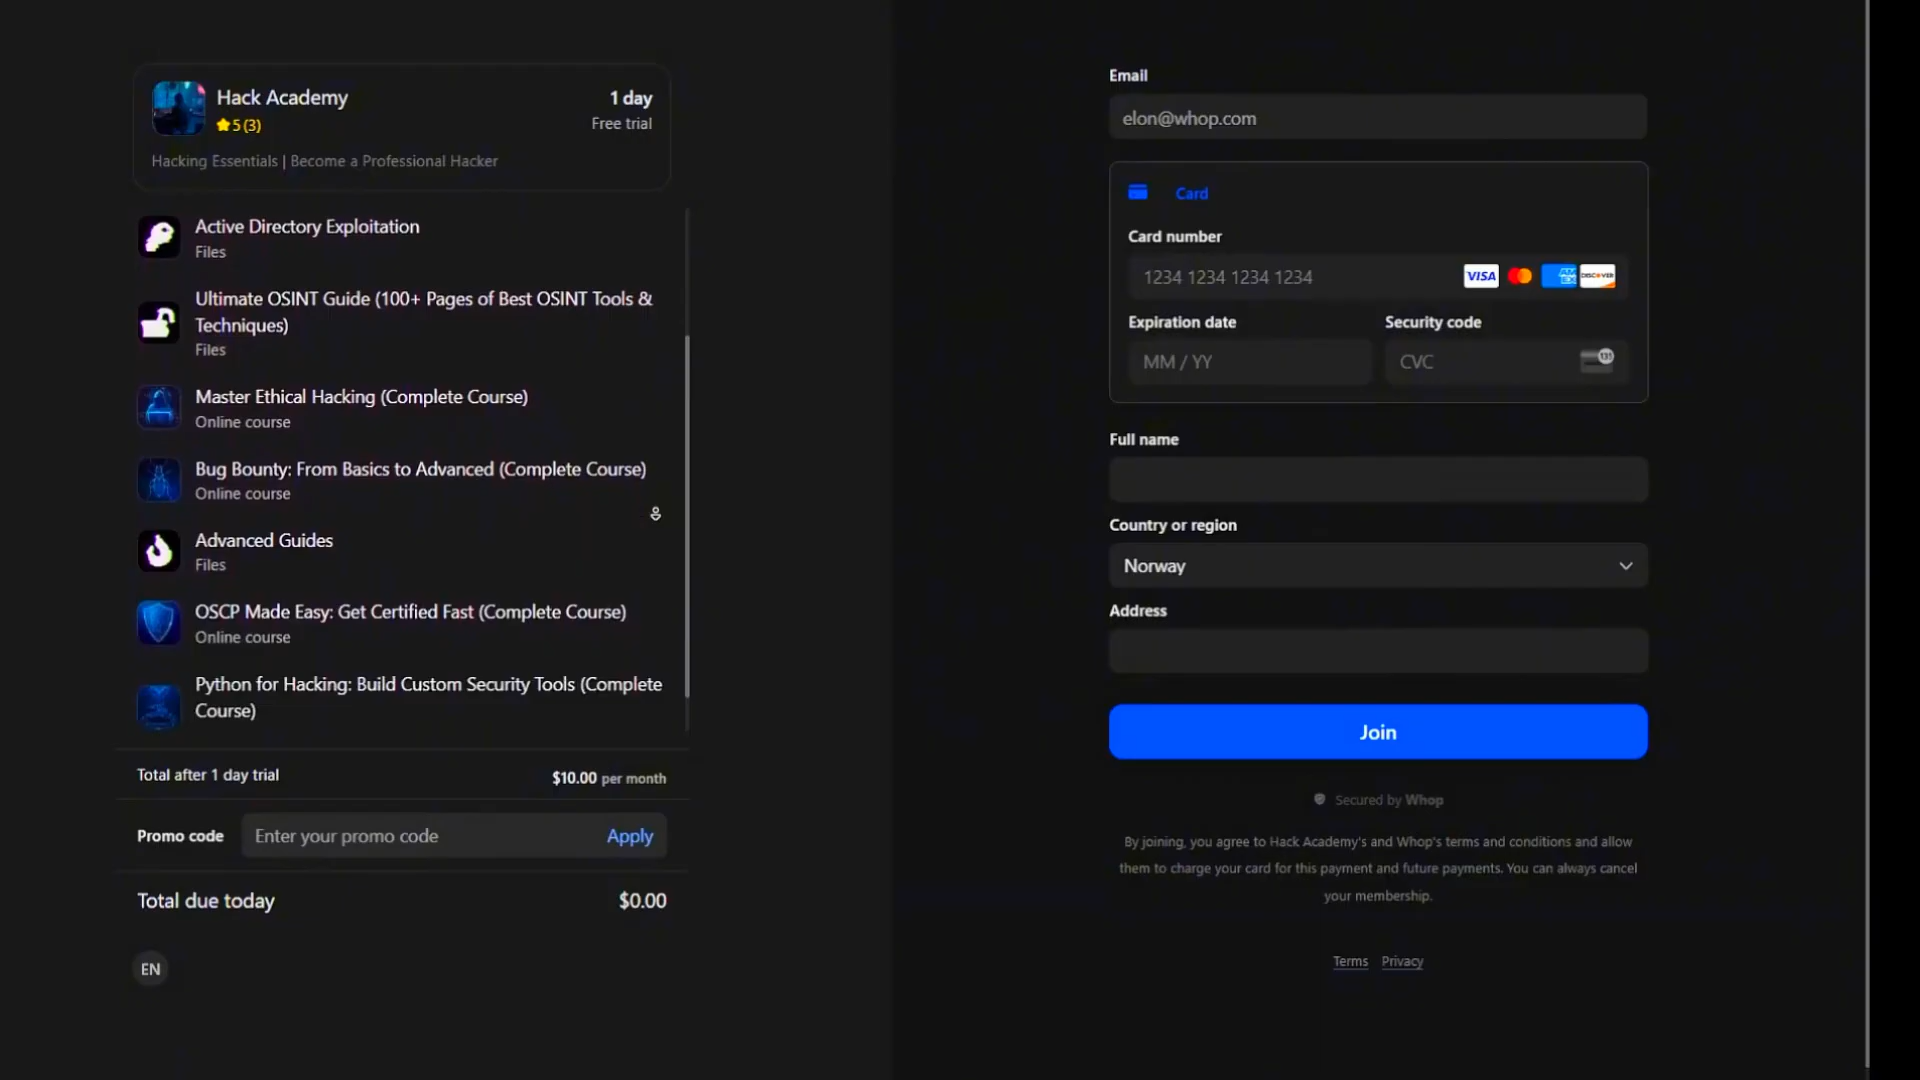 Hack Academy
1 day
5 (3)
Free trial
Hacking Essentials | Become a Professional Hacker
Active Directory Exploitation
Files
Ultimate OSINT Guide (100+ Pages of Best OSINT Tools &
Techniques)
Files
Master Ethical Hacking (Complete Course)
Online course
Bug Bounty: From Basics to Advanced (Complete Course)
Online course
Advanced Guides
Files
OSCP Made Easy: Get Certified Fast (Complete Course)
Online course
Python for Hacking: Build Custom Security Tools (Complete
Course)
Total after 1 day trial
$10.00 per month
Promo code
Enter your promo code
Apply
Total due today
$0.00
EN
Email
elon@whop.com
Card
Card number
1234 1234 1234 1234
VISA
AM EX
DISCOVER
Expiration date
Security code
MM / YY
CVC
135
Full name
Country or region
Norway
Address
Join
Secured by Whop
By joining, you agree to Hack Academy's and Whop's terms and conditions and allow
them to charge your card for this payment and future payments. You can always cancel
your membership.
Terms Privacy